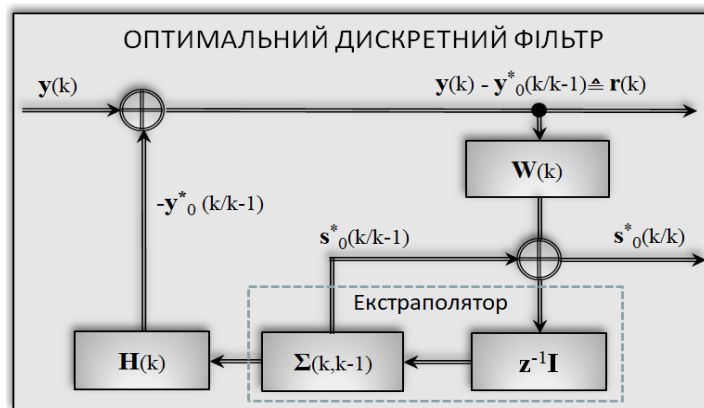 ОПТИМАЛЬНИЙ ДИСКРЕТНИЙ ФІЛЬТР
y(k)
y(k) - y*₀(k/k-1)≜ r(k)
W(k)
-y*₀ (k/k-1)
s*₀(k/k-1)
s*₀(k/k)
Екстраполятор
H(k)
Σ(k,k-1)
z⁻¹I